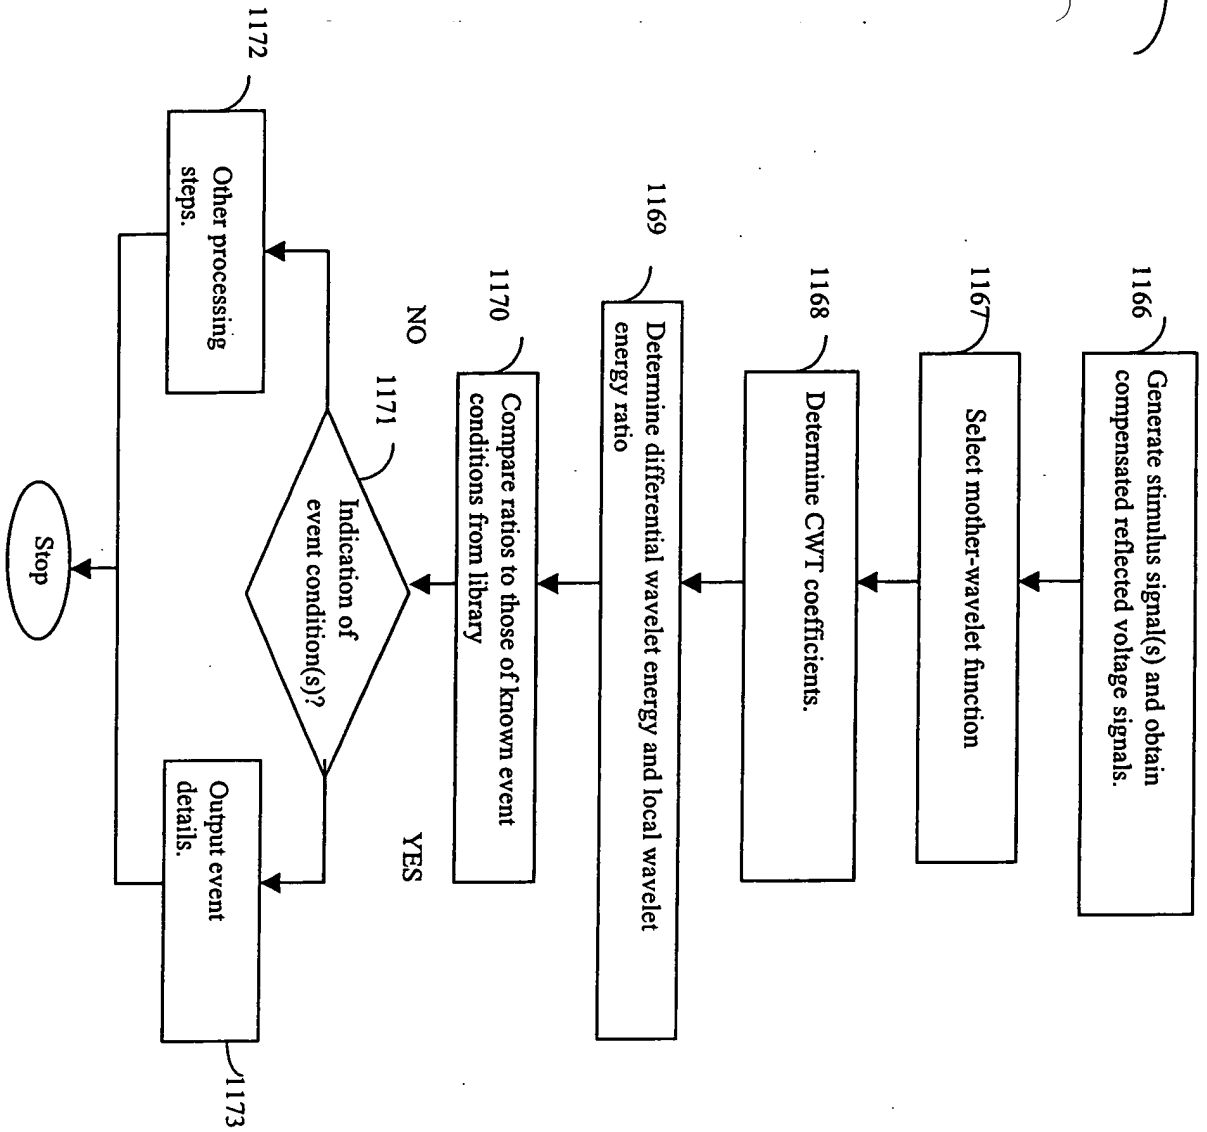 1166
Generate stimulus signal(s) and obtain
compensated reflected voltage signals.
1167
Select mother-wavelet function
1168
Determine CWT coefficients.
1169
Determine differential wavelet energy and local wavelet
energy ratio
1170
Compare ratios to those of known event
conditions from library
NO
YES
1171
Indication of
event condition(s)?
1172
Other processing
steps.
Output event
details.
1173
Stop